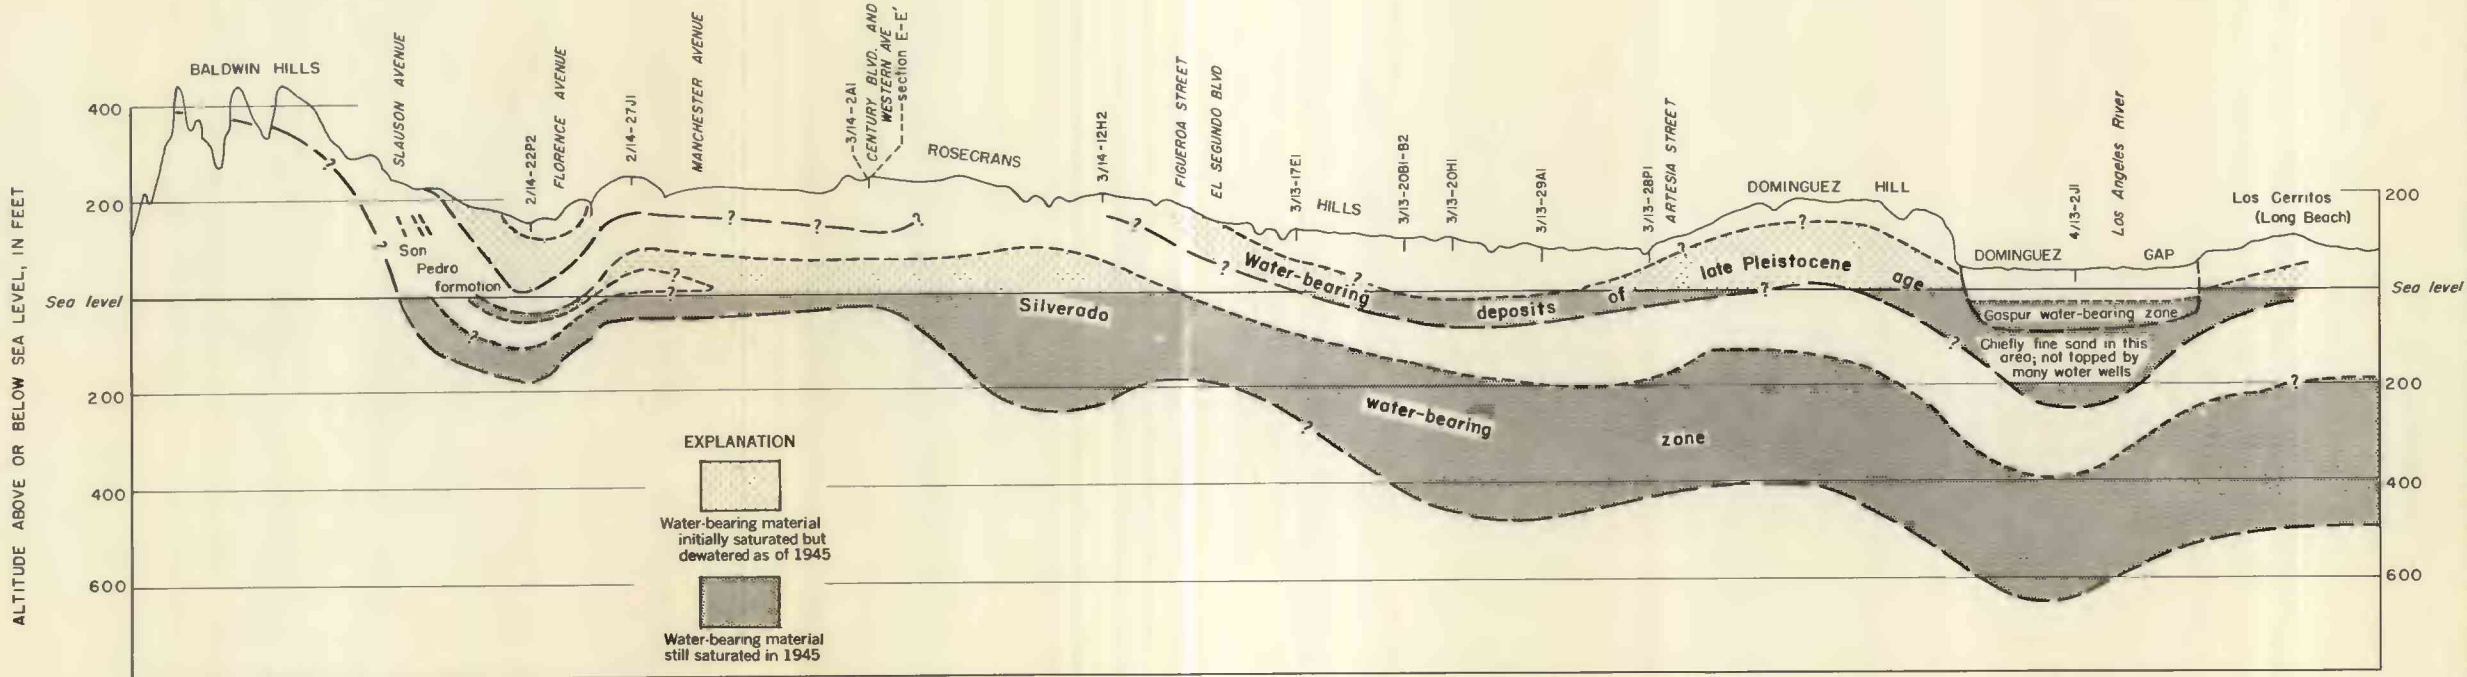 BALDWIN HILLS
SLAUSON AVENUE
2/14-22P2
FLORENCE AVENUE
2/14-27J1
MANCHESTER AVENUE
3/14-2A1
CENTURY BLVD. AND
WESTERN AVE
section E-E'
ROSECRANS
3/14-12H2
FIGUEROA STREET
EL SEGUNDO BLVD
3/13-17E1
HILLS
3/13-20B1-B2
3/13-20H1
3/13-29A1
3/13-28P1
ARTESIA STREET
DOMINGUEZ HILL
4/13-2J1
Los Angeles River
Los Cerritos
(Long Beach)
DOMINGUEZ GAP
ALTITUDE ABOVE OR BELOW SEA LEVEL, IN FEET
400
200
Sea level
200
400
600
200
Sea level
200
400
600
San
Pedro
formation
Silverado
water-bearing
zone
Water-bearing
deposits of
late Pleistocene
age
Gaspur water-bearing zone
Chiefly fine sand in this
area; not tapped by
many water wells
? ? ? ? ? ? ? ? ? ? ? ? ? ? ? ? ? ?
EXPLANATION
Water-bearing material
initially saturated but
dewatered as of 1945
Water-bearing material
still saturated in 1945